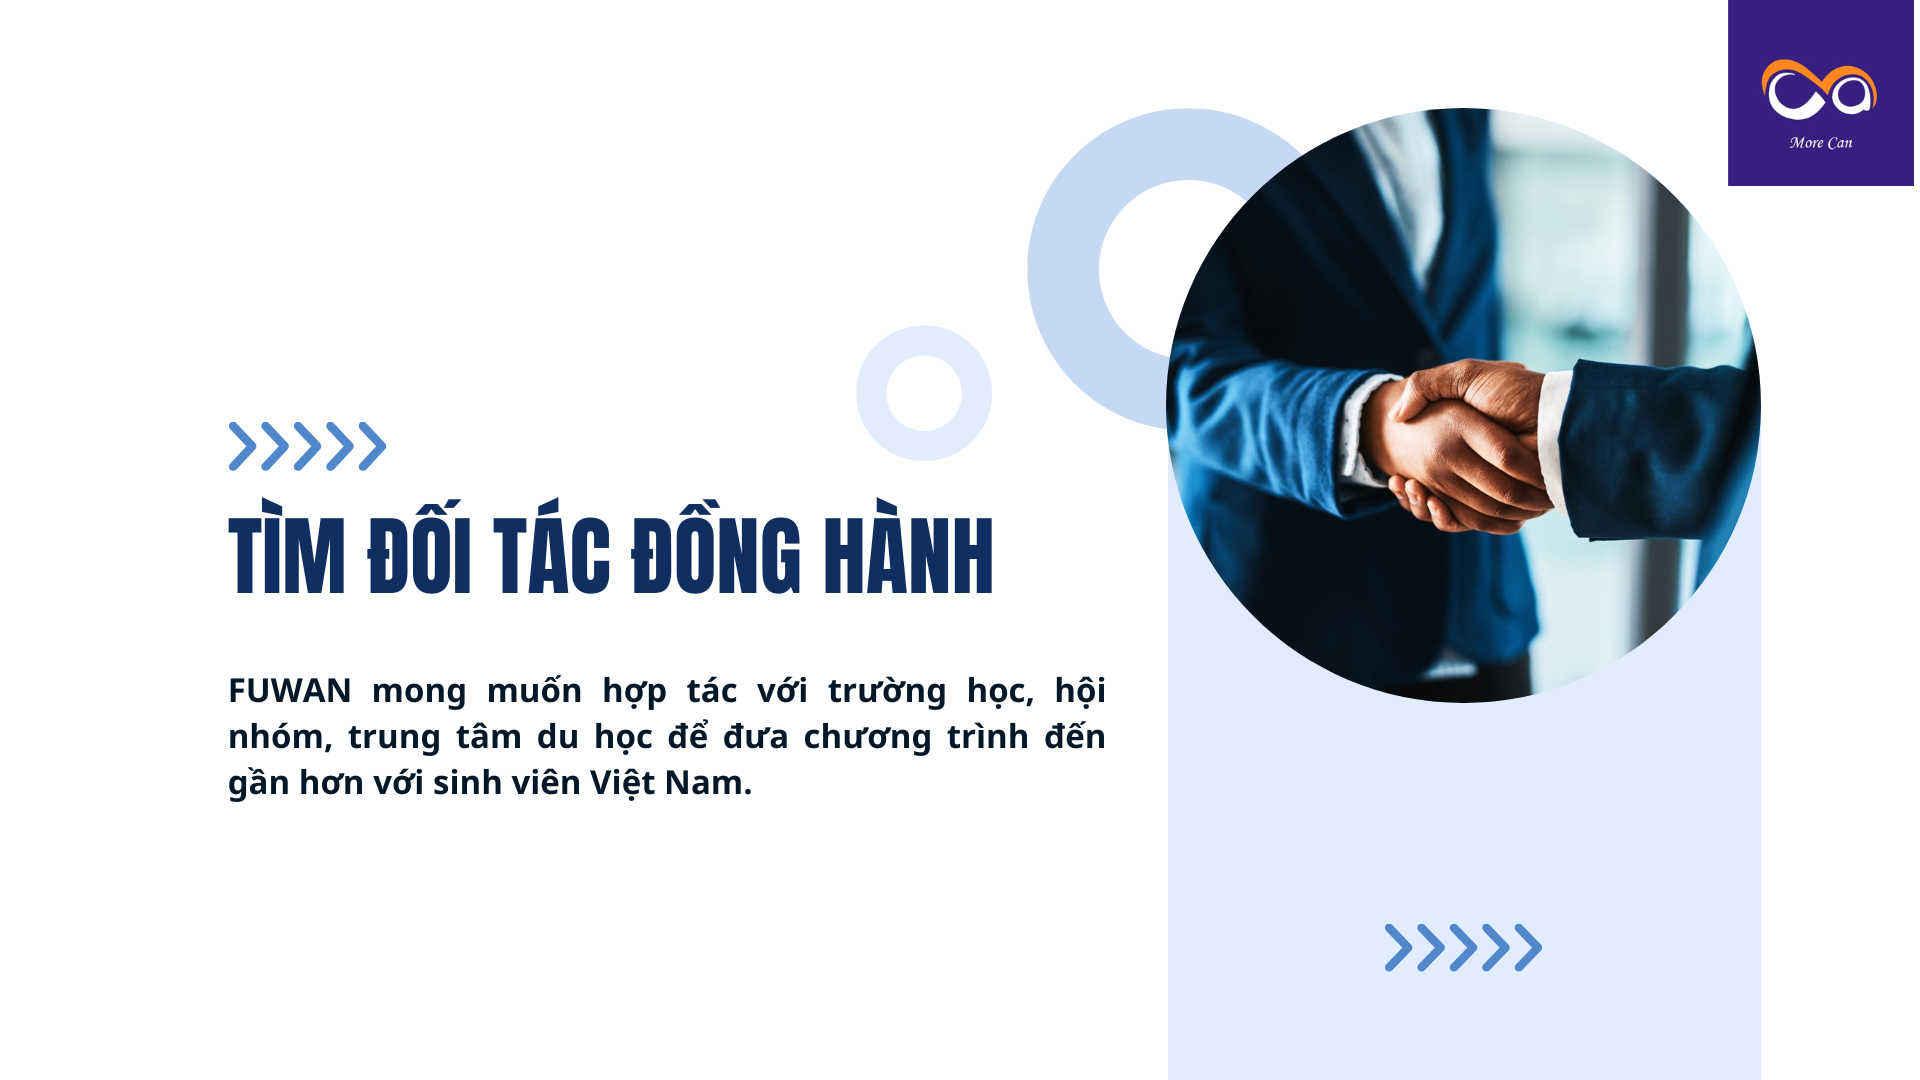 More Can
TÌM ĐỐI TÁC ĐỒNG HÀNH
FUWAN mong muốn hợp tác với trường học, hội
nhóm, trung tâm du học để đưa chương trình đến
gần hơn với sinh viên Việt Nam.